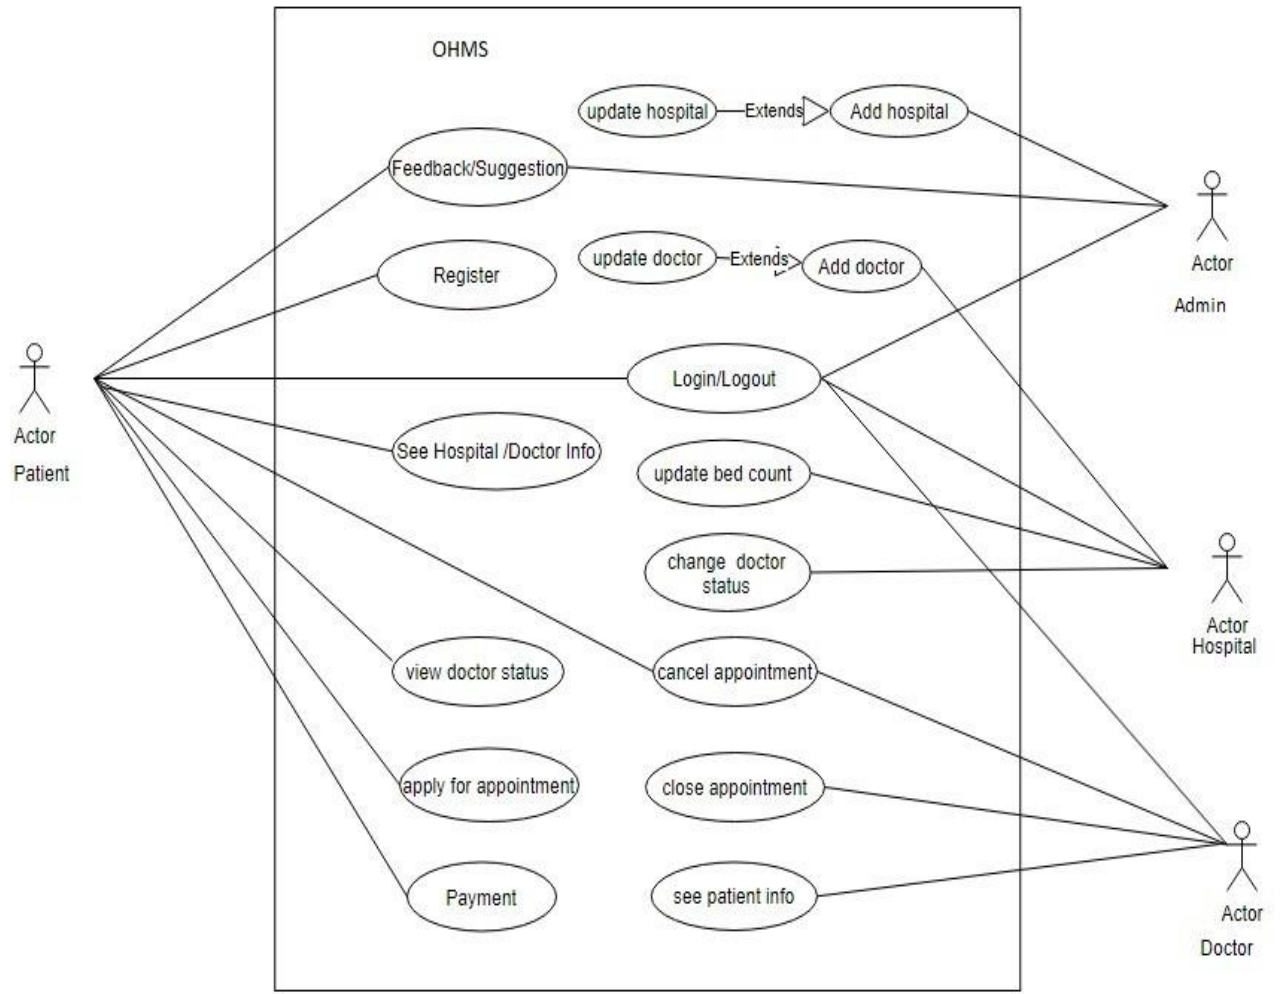 OHMS
update hospital
Extends
Add hospital
Feedback/Suggestion
update doctor
Extends
Add doctor
Register
Actor
Admin
Login/Logout
Actor
Patient
See Hospital /Doctor Info
update bed count
change doctor
status
Actor
Hospital
view doctor status
cancel appointment
apply for appointment
close appointment
Payment
see patient info
Actor
Doctor